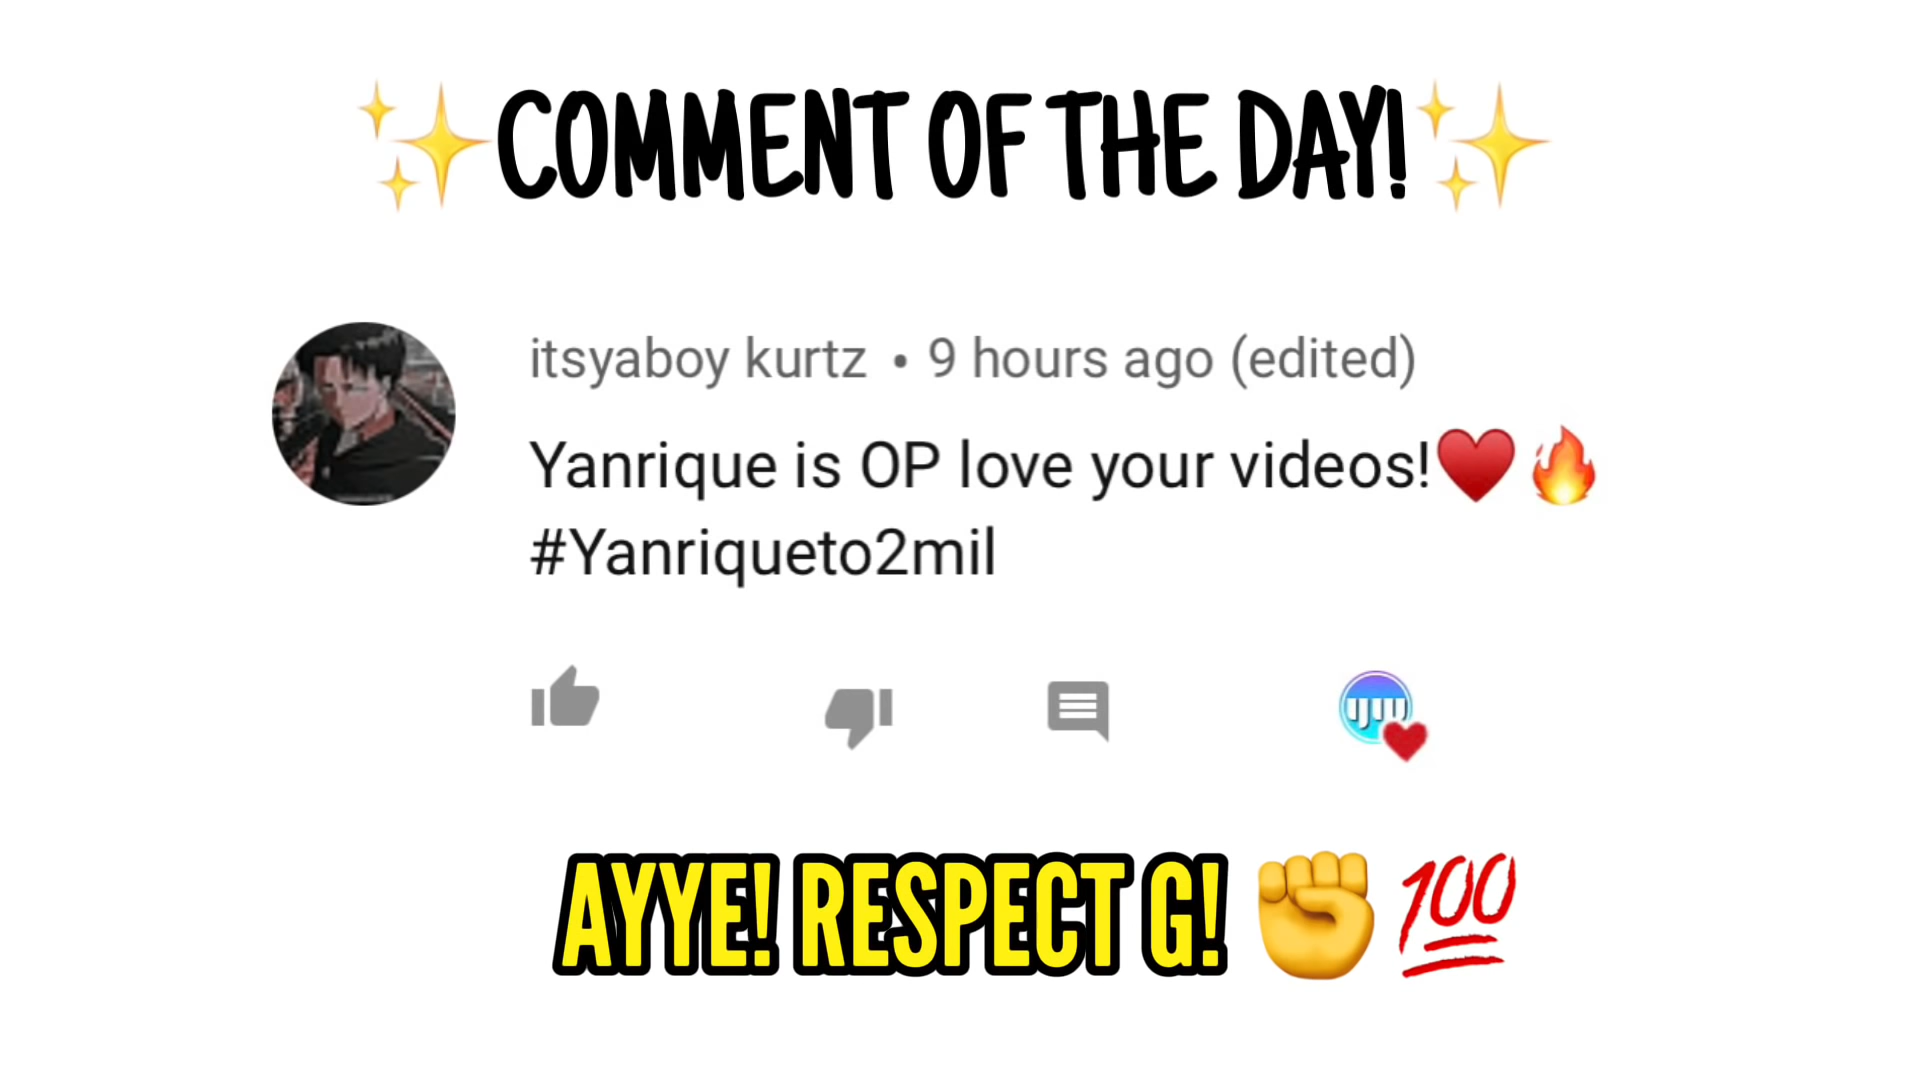 ✨COMMENT OF THE DAY!✨
itsyaboy kurtz • 9 hours ago (edited)
Yanrique is OP love your videos!♥️🔥
#Yanriqueto2mil
AYYE! RESPECT G! ✊💯